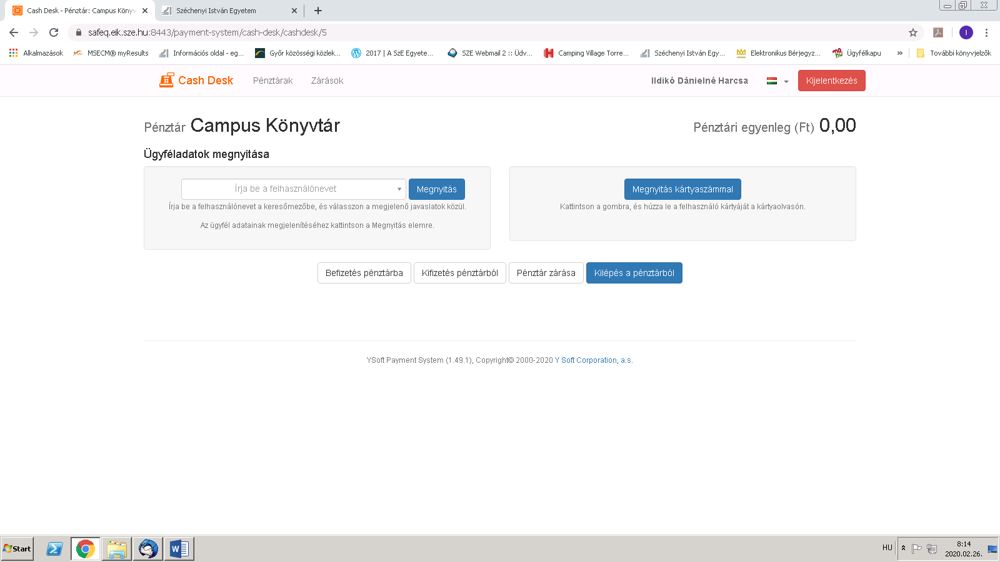 Cash Desk - Pénztár: Campus Könyv
Széchenyi István Egyetem
safeq.eik.sze.hu:8443/payment-system/cash-desk/cashdesk/5
I
Alkalmazások
MSECM® myResults
Információs oldal - eg...
Győr közösségi közlek...
2017 | A SzE Egyete...
SZE Webmail 2 :: Üdv...
Camping Village Torre...
Széchenyi István Egy...
Elektronikus Bérjegyz...
Ügyfélkapu
»
További könyvjelzők
Cash Desk
Pénztárak
Zárások
Ildikó Dánielné Harcsa
Kijelentkezés
Pénztár Campus Könyvtár
Pénztári egyenleg (Ft) 0,00
Ügyféladatok megnyitása
Írja be a felhasználónevet
Megnyitás
Írja be a felhasználónevet a keresőmezőbe, és válasszon a megjelenő javaslatok közül.
Az ügyfél adatainak megjelenítéséhez kattintson a Megnyitás elemre.
Megnyitás kártyaszámmal
Kattintson a gombra, és húzza le a felhasználó kártyáját a kártyaolvasón.
Befizetés pénztárba
Kifizetés pénztárból
Pénztár zárása
Kilépés a pénztárból
YSoft Payment System (1.49.1), Copyright© 2000-2020 Y Soft Corporation, a.s.
Start
HU
8:14
2020.02.26.